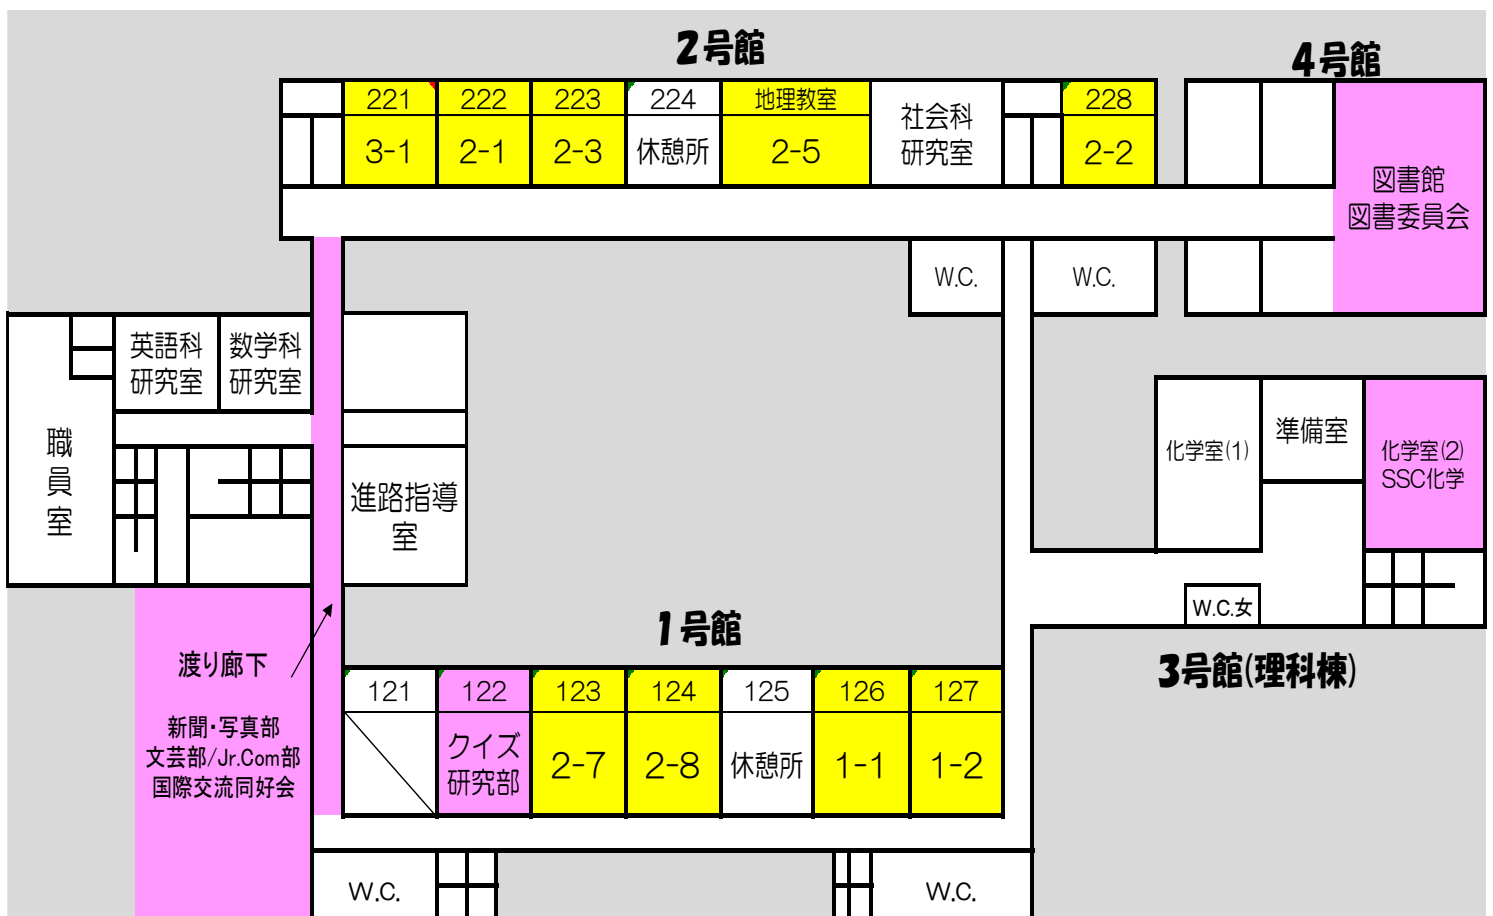 2号館
4号館
221
222
223
224
地理教室
社会科
研究室
228
3-1
2-1
2-3
休憩所
2-5
2-2
図書館
図書委員会
W.C.
W.C.
英語科
研究室
数学科
研究室
職
員
室
進路指導
室
化学室(1)
準備室
化学室(2)
SSC化学
W.C.女
3号館(理科棟)
1号館
渡り廊下
新聞・写真部
文芸部/Jr.Com部
国際交流同好会
121
122
123
124
125
126
127
クイズ
研究部
2-7
2-8
休憩所
1-1
1-2
W.C.
W.C.